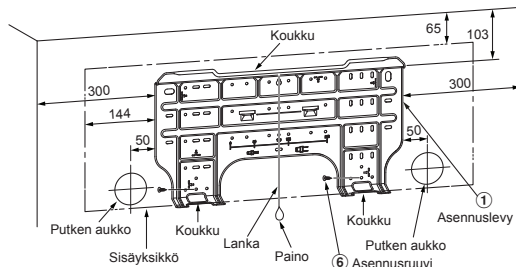 65
103
Koukku
300
300
144
50
50
1
Asennuslevy
Putken aukko
Koukku
Lanka
Koukku
Sisäyksikkö
Paino
Putken aukko
6 Asennusruuvi